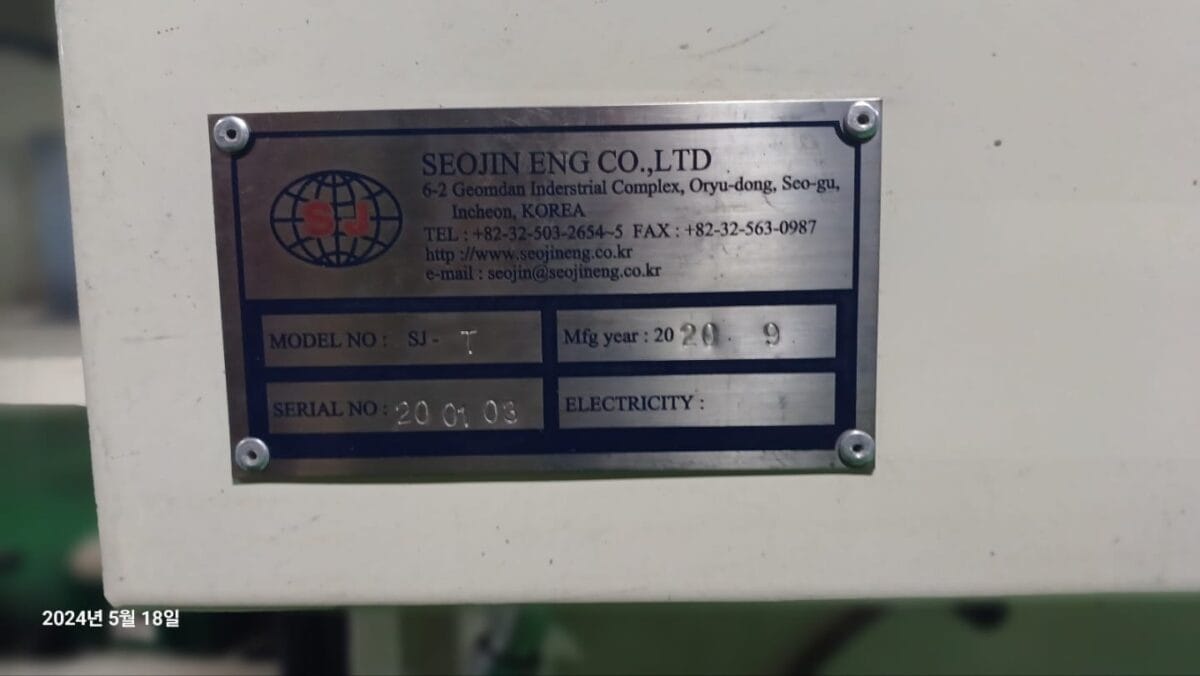 SEOJIN ENG CO.,LTD
6-2 Geomdan Inderstrial Complex, Oryu-dong, Seo-gu,
Incheon, KOREA
TEL : +82-32-503-2654~5 FAX : +82-32-563-0987
http ://www.seojineng.co.kr
e-mail : seojin@seojineng.co.kr
SJ
MODEL NO : SJ - T
Mfg year : 20 20. 9.
SERIAL NO : 20 01 03
ELECTRICITY :
2024년 5월 18일